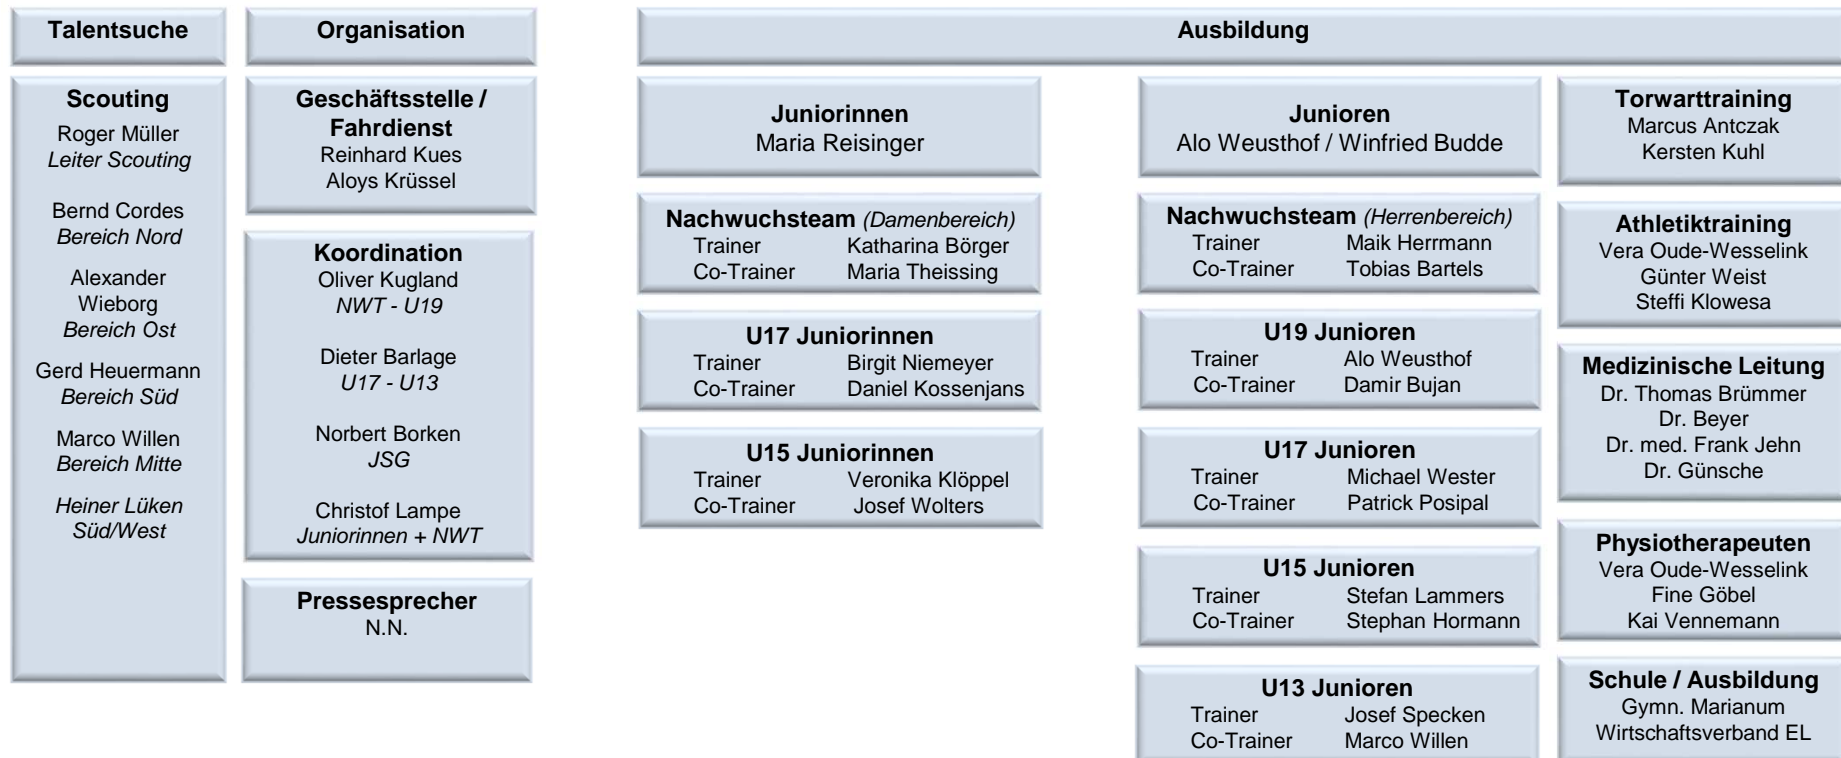 Talentsuche
Organisation
Ausbildung
Scouting
Roger Müller
Leiter Scouting
Bernd Cordes
Bereich Nord
Alexander
Wieborg
Bereich Ost
Gerd Heuermann
Bereich Süd
Marco Willen
Bereich Mitte
Heiner Lüken
Süd/West
Geschäftsstelle /
Fahrdienst
Reinhard Kues
Aloys Krüssel
Koordination
Oliver Kugland
NWT - U19
Dieter Barlage
U17 - U13
Norbert Borken
JSG
Christof Lampe
Juniorinnen + NWT
Pressesprecher
N.N.
Juniorinnen
Maria Reisinger
Nachwuchsteam (Damenbereich)
Trainer Katharina Börger
Co-Trainer Maria Theissing
U17 Juniorinnen
Trainer Birgit Niemeyer
Co-Trainer Daniel Kossenjans
U15 Juniorinnen
Trainer Veronika Klöppel
Co-Trainer Josef Wolters
Junioren
Alo Weusthof / Winfried Budde
Nachwuchsteam (Herrenbereich)
Trainer Maik Herrmann
Co-Trainer Tobias Bartels
U19 Junioren
Trainer Alo Weusthof
Co-Trainer Damir Bujan
U17 Junioren
Trainer Michael Wester
Co-Trainer Patrick Posipal
U15 Junioren
Trainer Stefan Lammers
Co-Trainer Stephan Hormann
U13 Junioren
Trainer Josef Specken
Co-Trainer Marco Willen
Torwarttraining
Marcus Antczak
Kersten Kuhl
Athletiktraining
Vera Oude-Wesselink
Günter Weist
Steffi Klowesa
Medizinische Leitung
Dr. Thomas Brümmer
Dr. Beyer
Dr. med. Frank Jehn
Dr. Günsche
Physiotherapeuten
Vera Oude-Wesselink
Fine Göbel
Kai Vennemann
Schule / Ausbildung
Gymn. Marianum
Wirtschaftsverband EL